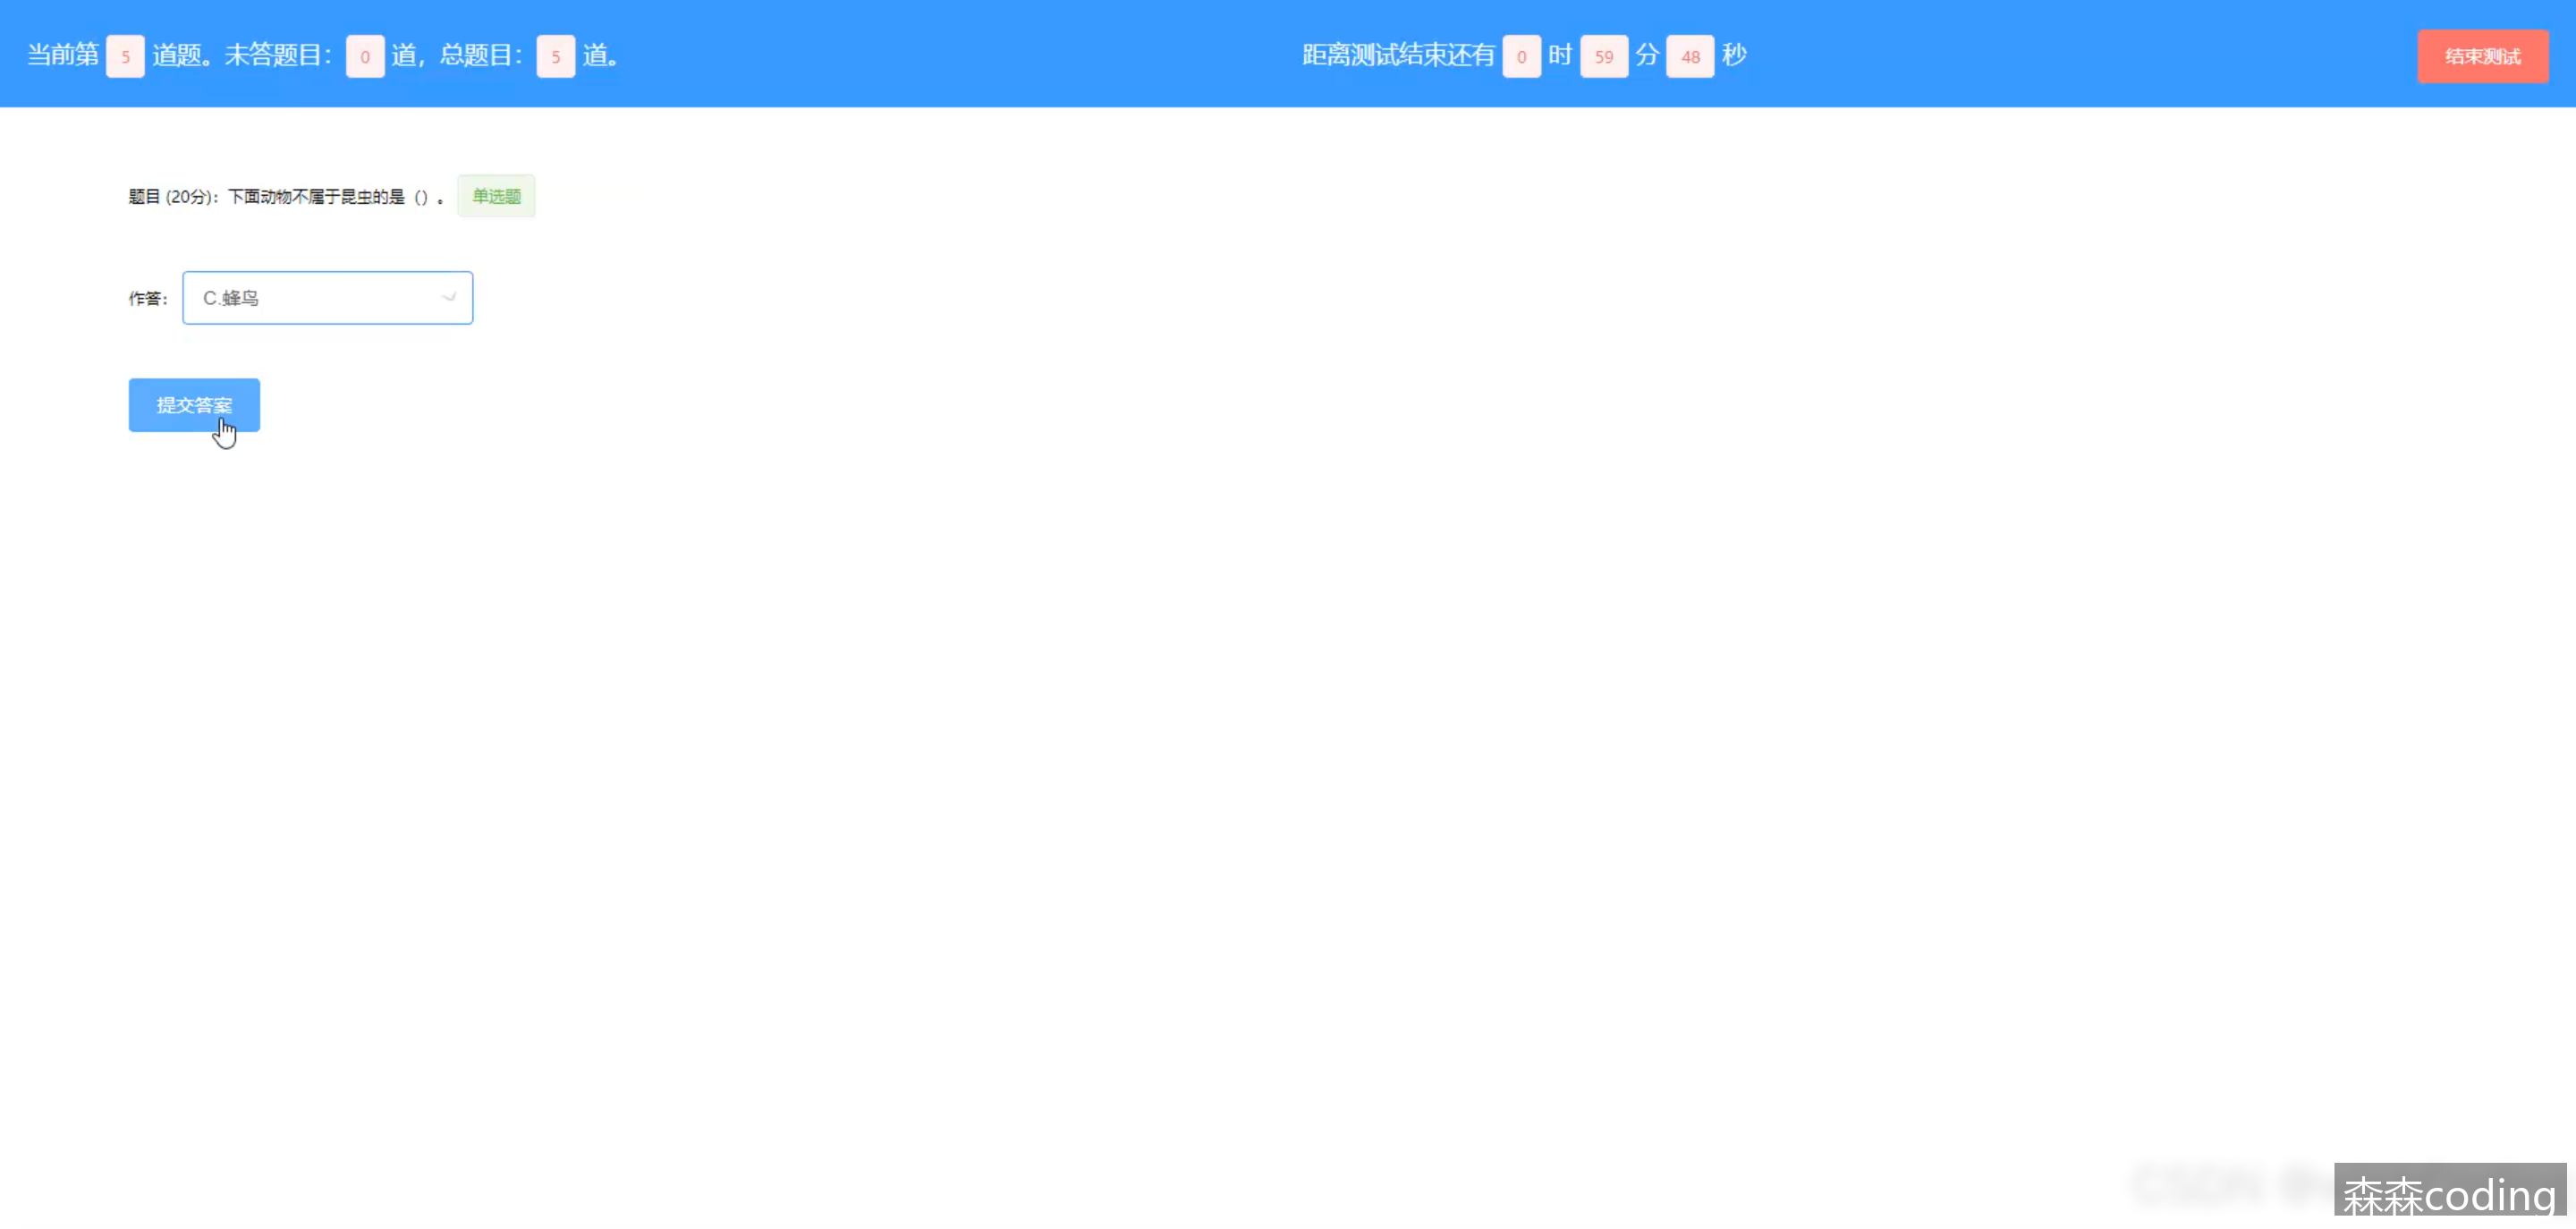 当前第 5 道题。未答题目：0 道，总题目：5 道。
距离测试结束还有 0 时 59 分 48 秒
结束测试
题目 (20分)：下面动物不属于昆虫的是（）。 单选题
作答： C.蜂鸟
提交答案
森森coding